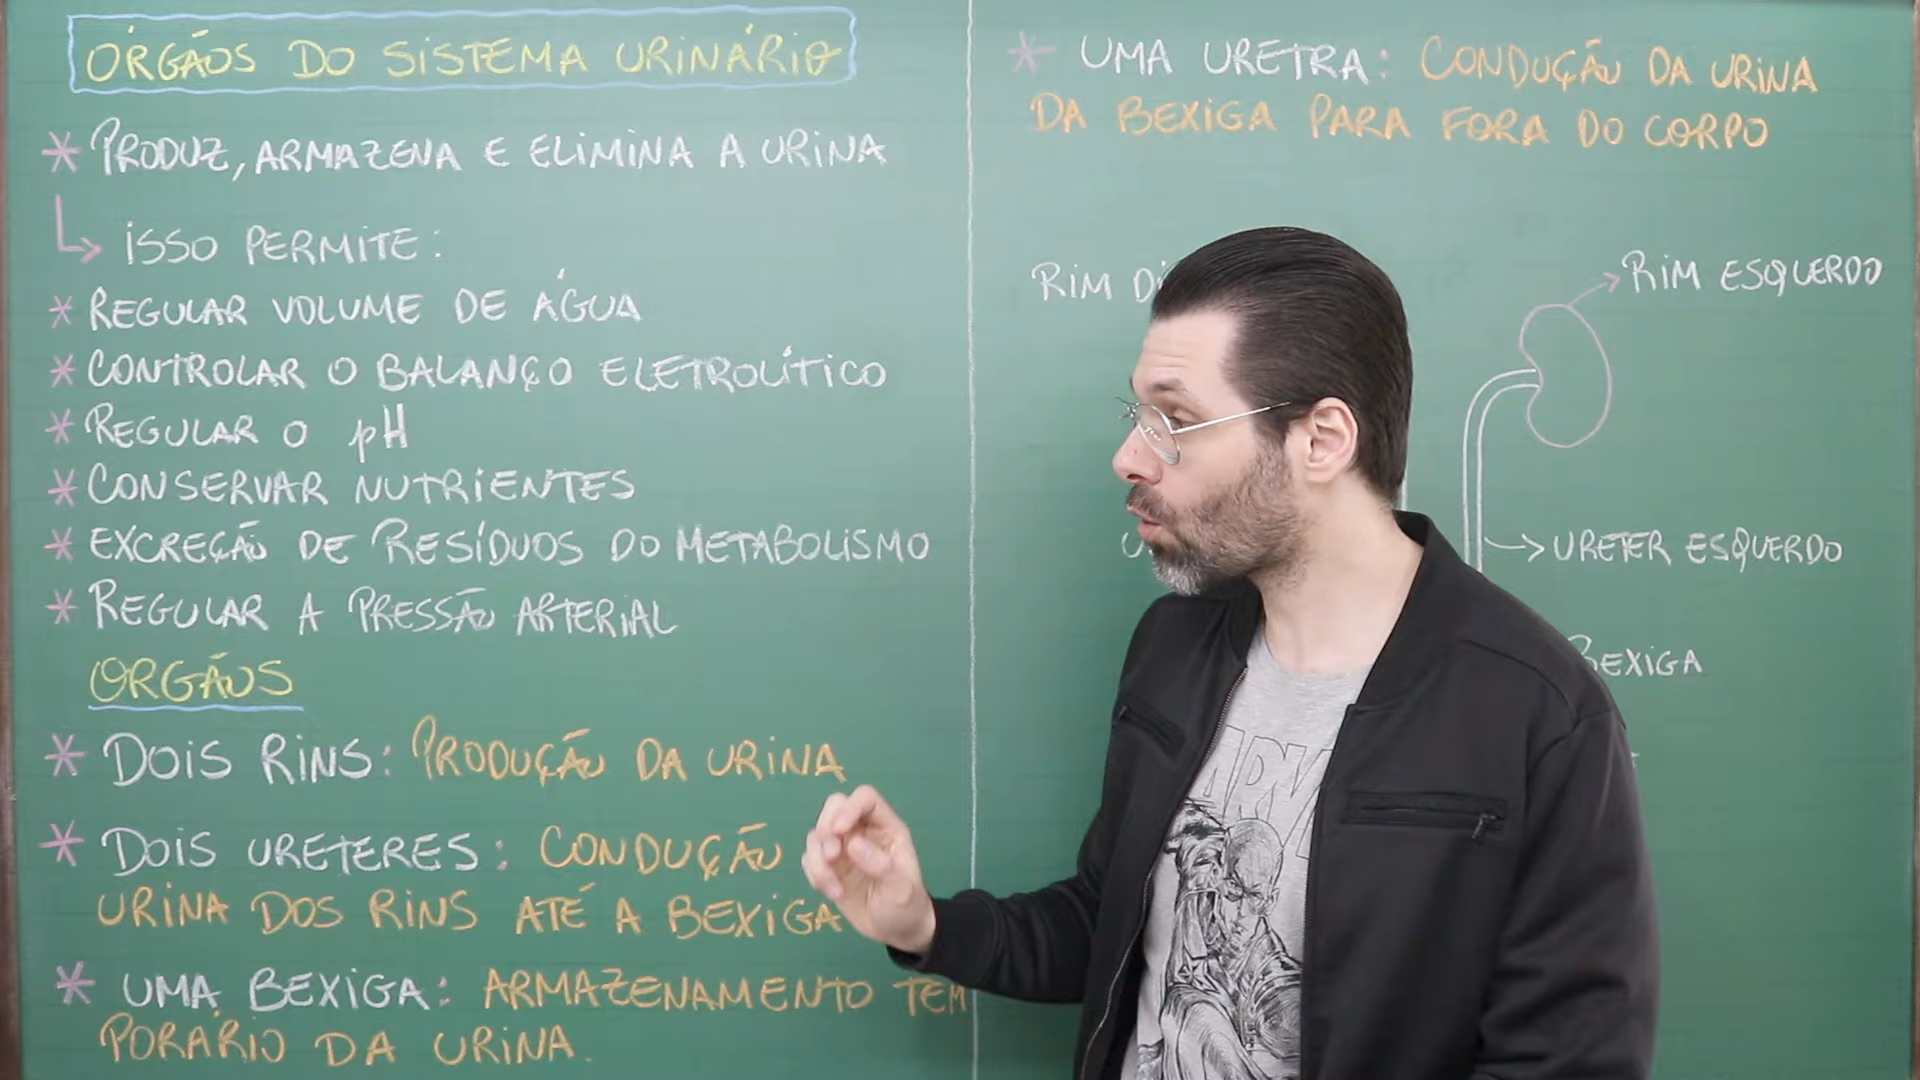 ÓRGÃOS DO SISTEMA URINÁRIO
* PRODUZ, ARMAZENA E ELIMINA A URINA
ISSO PERMITE:
* REGULAR VOLUME DE ÁGUA
* CONTROLAR O BALANÇO ELETROLÍTICO
* REGULAR O pH
* CONSERVAR NUTRIENTES
* EXCREÇÃO DE RESÍDUOS DO METABOLISMO
* REGULAR A PRESSÃO ARTERIAL
ORGÃOS
* DOIS RINS: PRODUÇÃO DA URINA
* DOIS URETERES: CONDUÇÃO
URINA DOS RINS ATÉ A BEXIGA
* UMA BEXIGA: ARMAZENAMENTO TEM
PORÁRIO DA URINA.
* UMA URETRA: CONDUÇÃO DA URINA
DA BEXIGA PARA FORA DO CORPO
RIM
RIM ESQUERDO
URETER ESQUERDO
BEXIGA